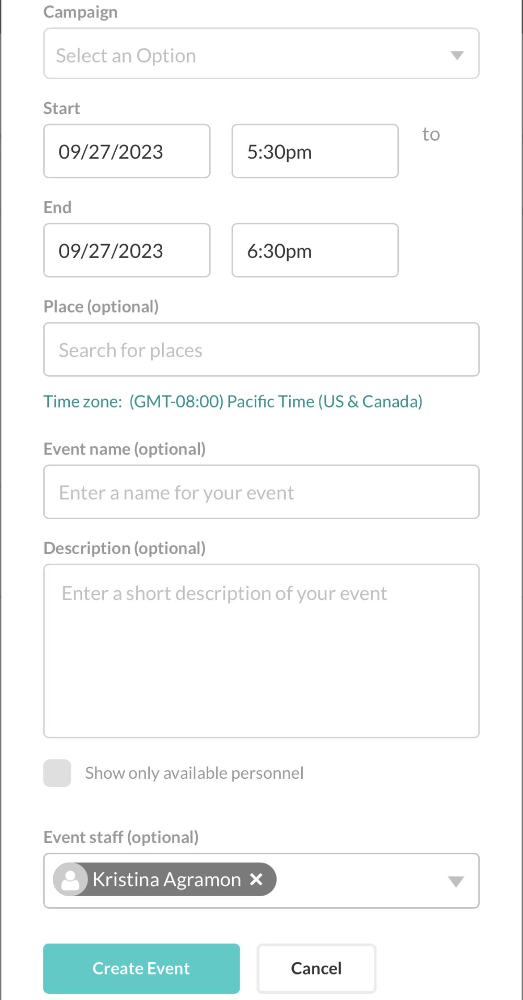 Campaign
Select an Option
Start
09/27/2023 5:30pm to
End
09/27/2023 6:30pm
Place (optional)
Search for places
Time zone: (GMT-08:00) Pacific Time (US & Canada)
Event name (optional)
Enter a name for your event
Description (optional)
Enter a short description of your event
Show only available personnel
Event staff (optional)
Kristina Agramon
Create Event Cancel